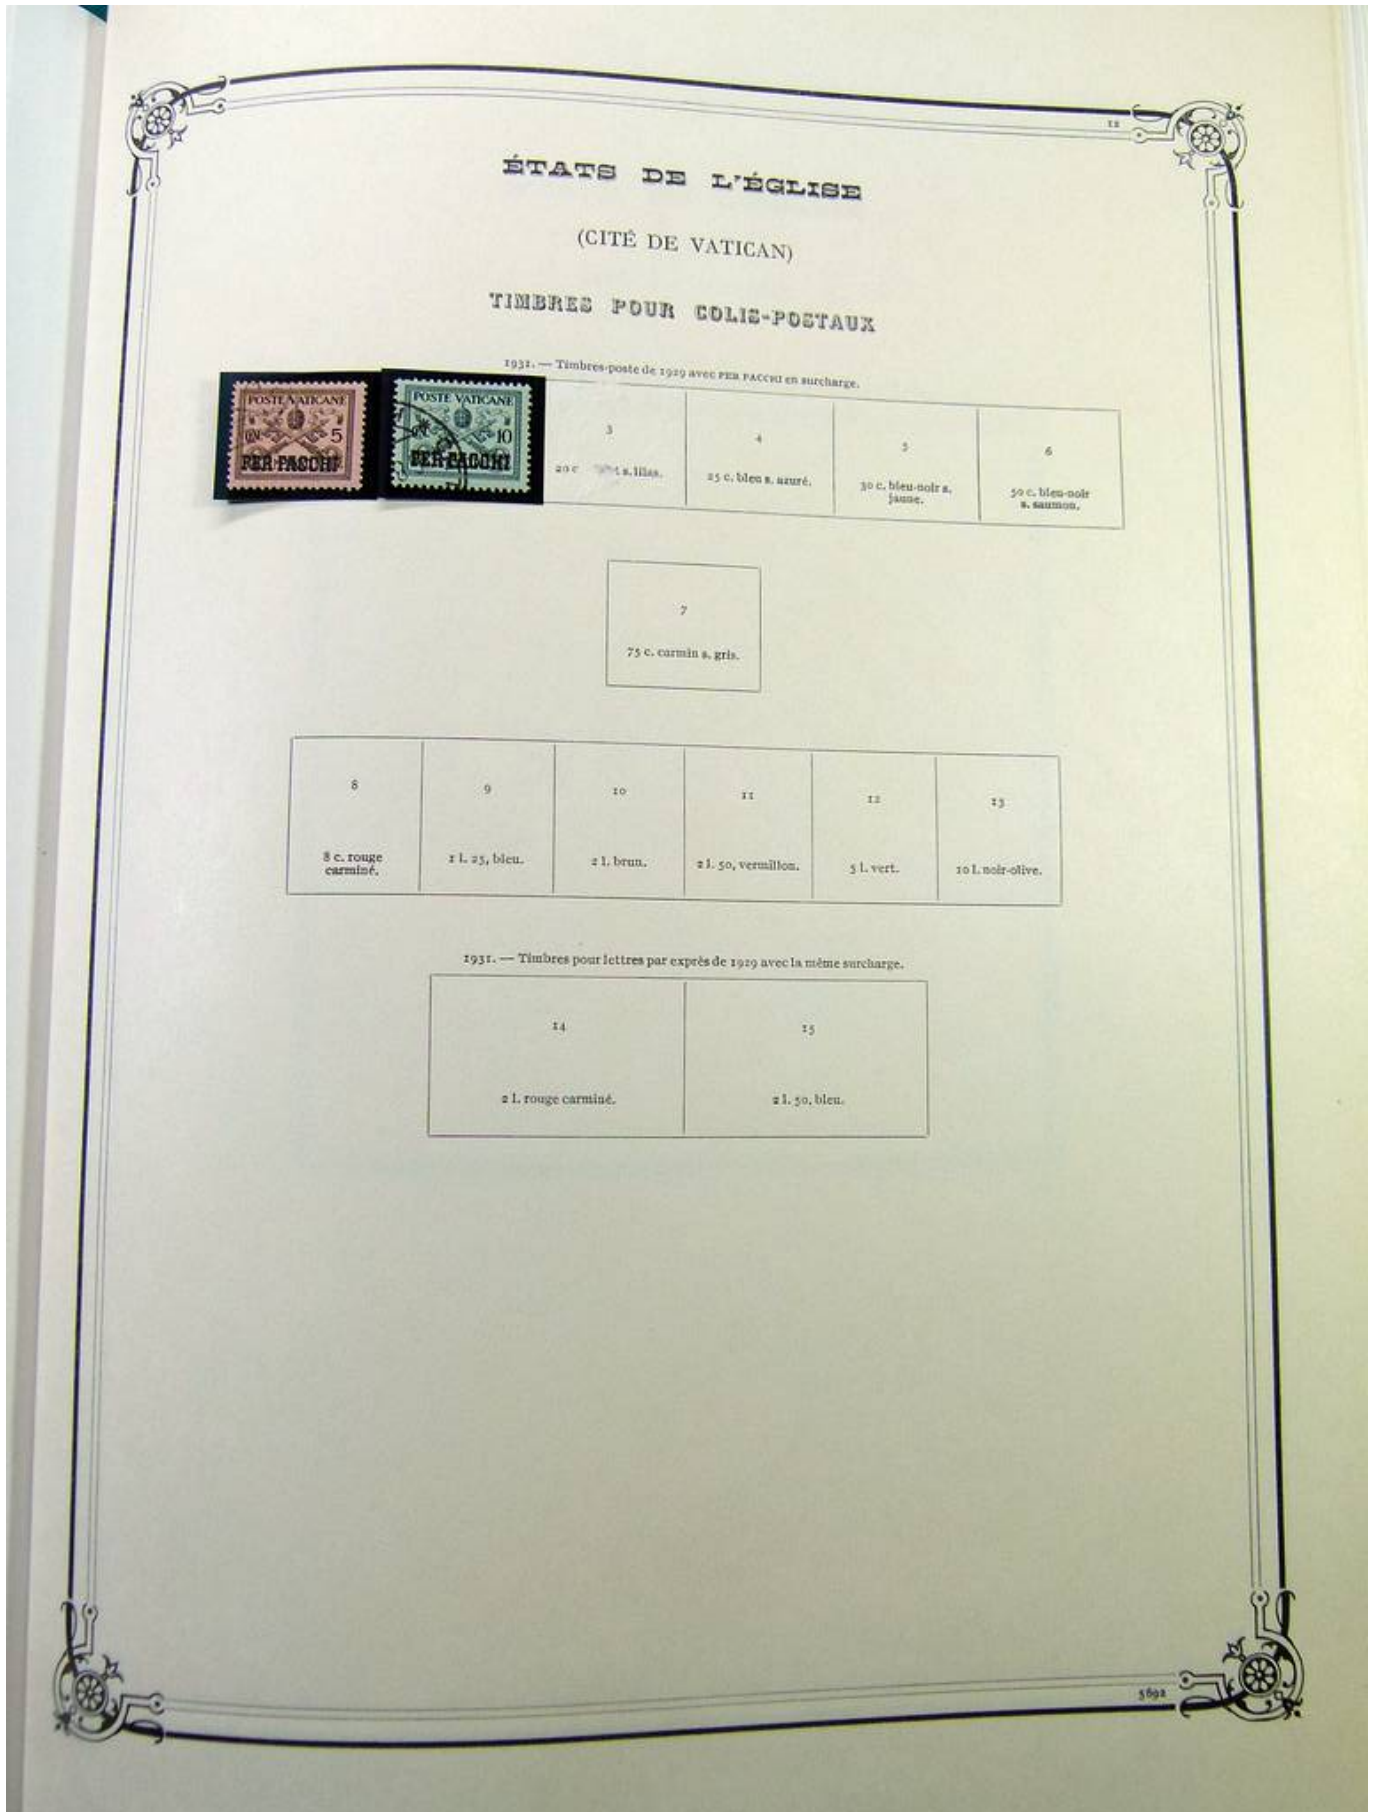 12
ÉTATS DE L'ÉGLISE
(CITÉ DE VATICAN)
TIMBRES POUR COLIS-POSTAUX
1931. — Timbres-poste de 1929 avec PER PACCHI en surcharge.
POSTE VATICANE
5
PER PACCHI
POSTE VATICANE
10
PER PACCHI
3
20 c s. lilas.
4
25 c. bleu s. azuré.
5
30 c. bleu-noir s.
jaune.
6
50 c. bleu-noir
s. saumon.
7
75 c. carmin s. gris.
8
8 c. rouge
carminé.
9
1 l. 25, bleu.
10
2 l. brun.
11
2 l. 50, vermillon.
12
5 l. vert.
13
10 l. noir-olive.
1931. — Timbres pour lettres par exprès de 1929 avec la même surcharge.
14
2 l. rouge carminé.
15
2 l. 50, bleu.
5892